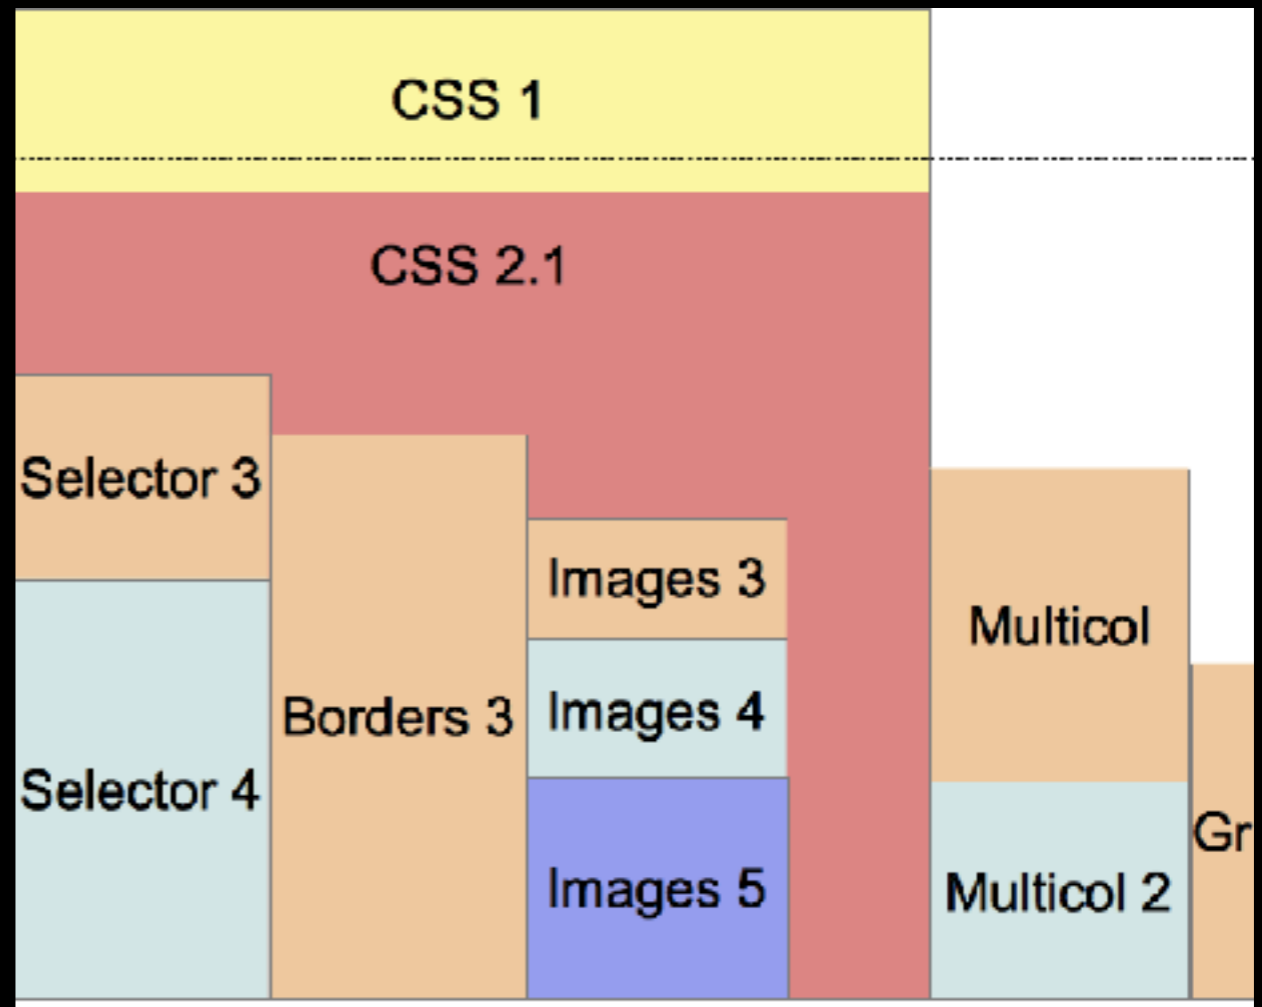 CSS 1
CSS 2.1
Selector 3
Images 3
Multicol
Borders 3
Images 4
Selector 4
Gr
Images 5
Multicol 2